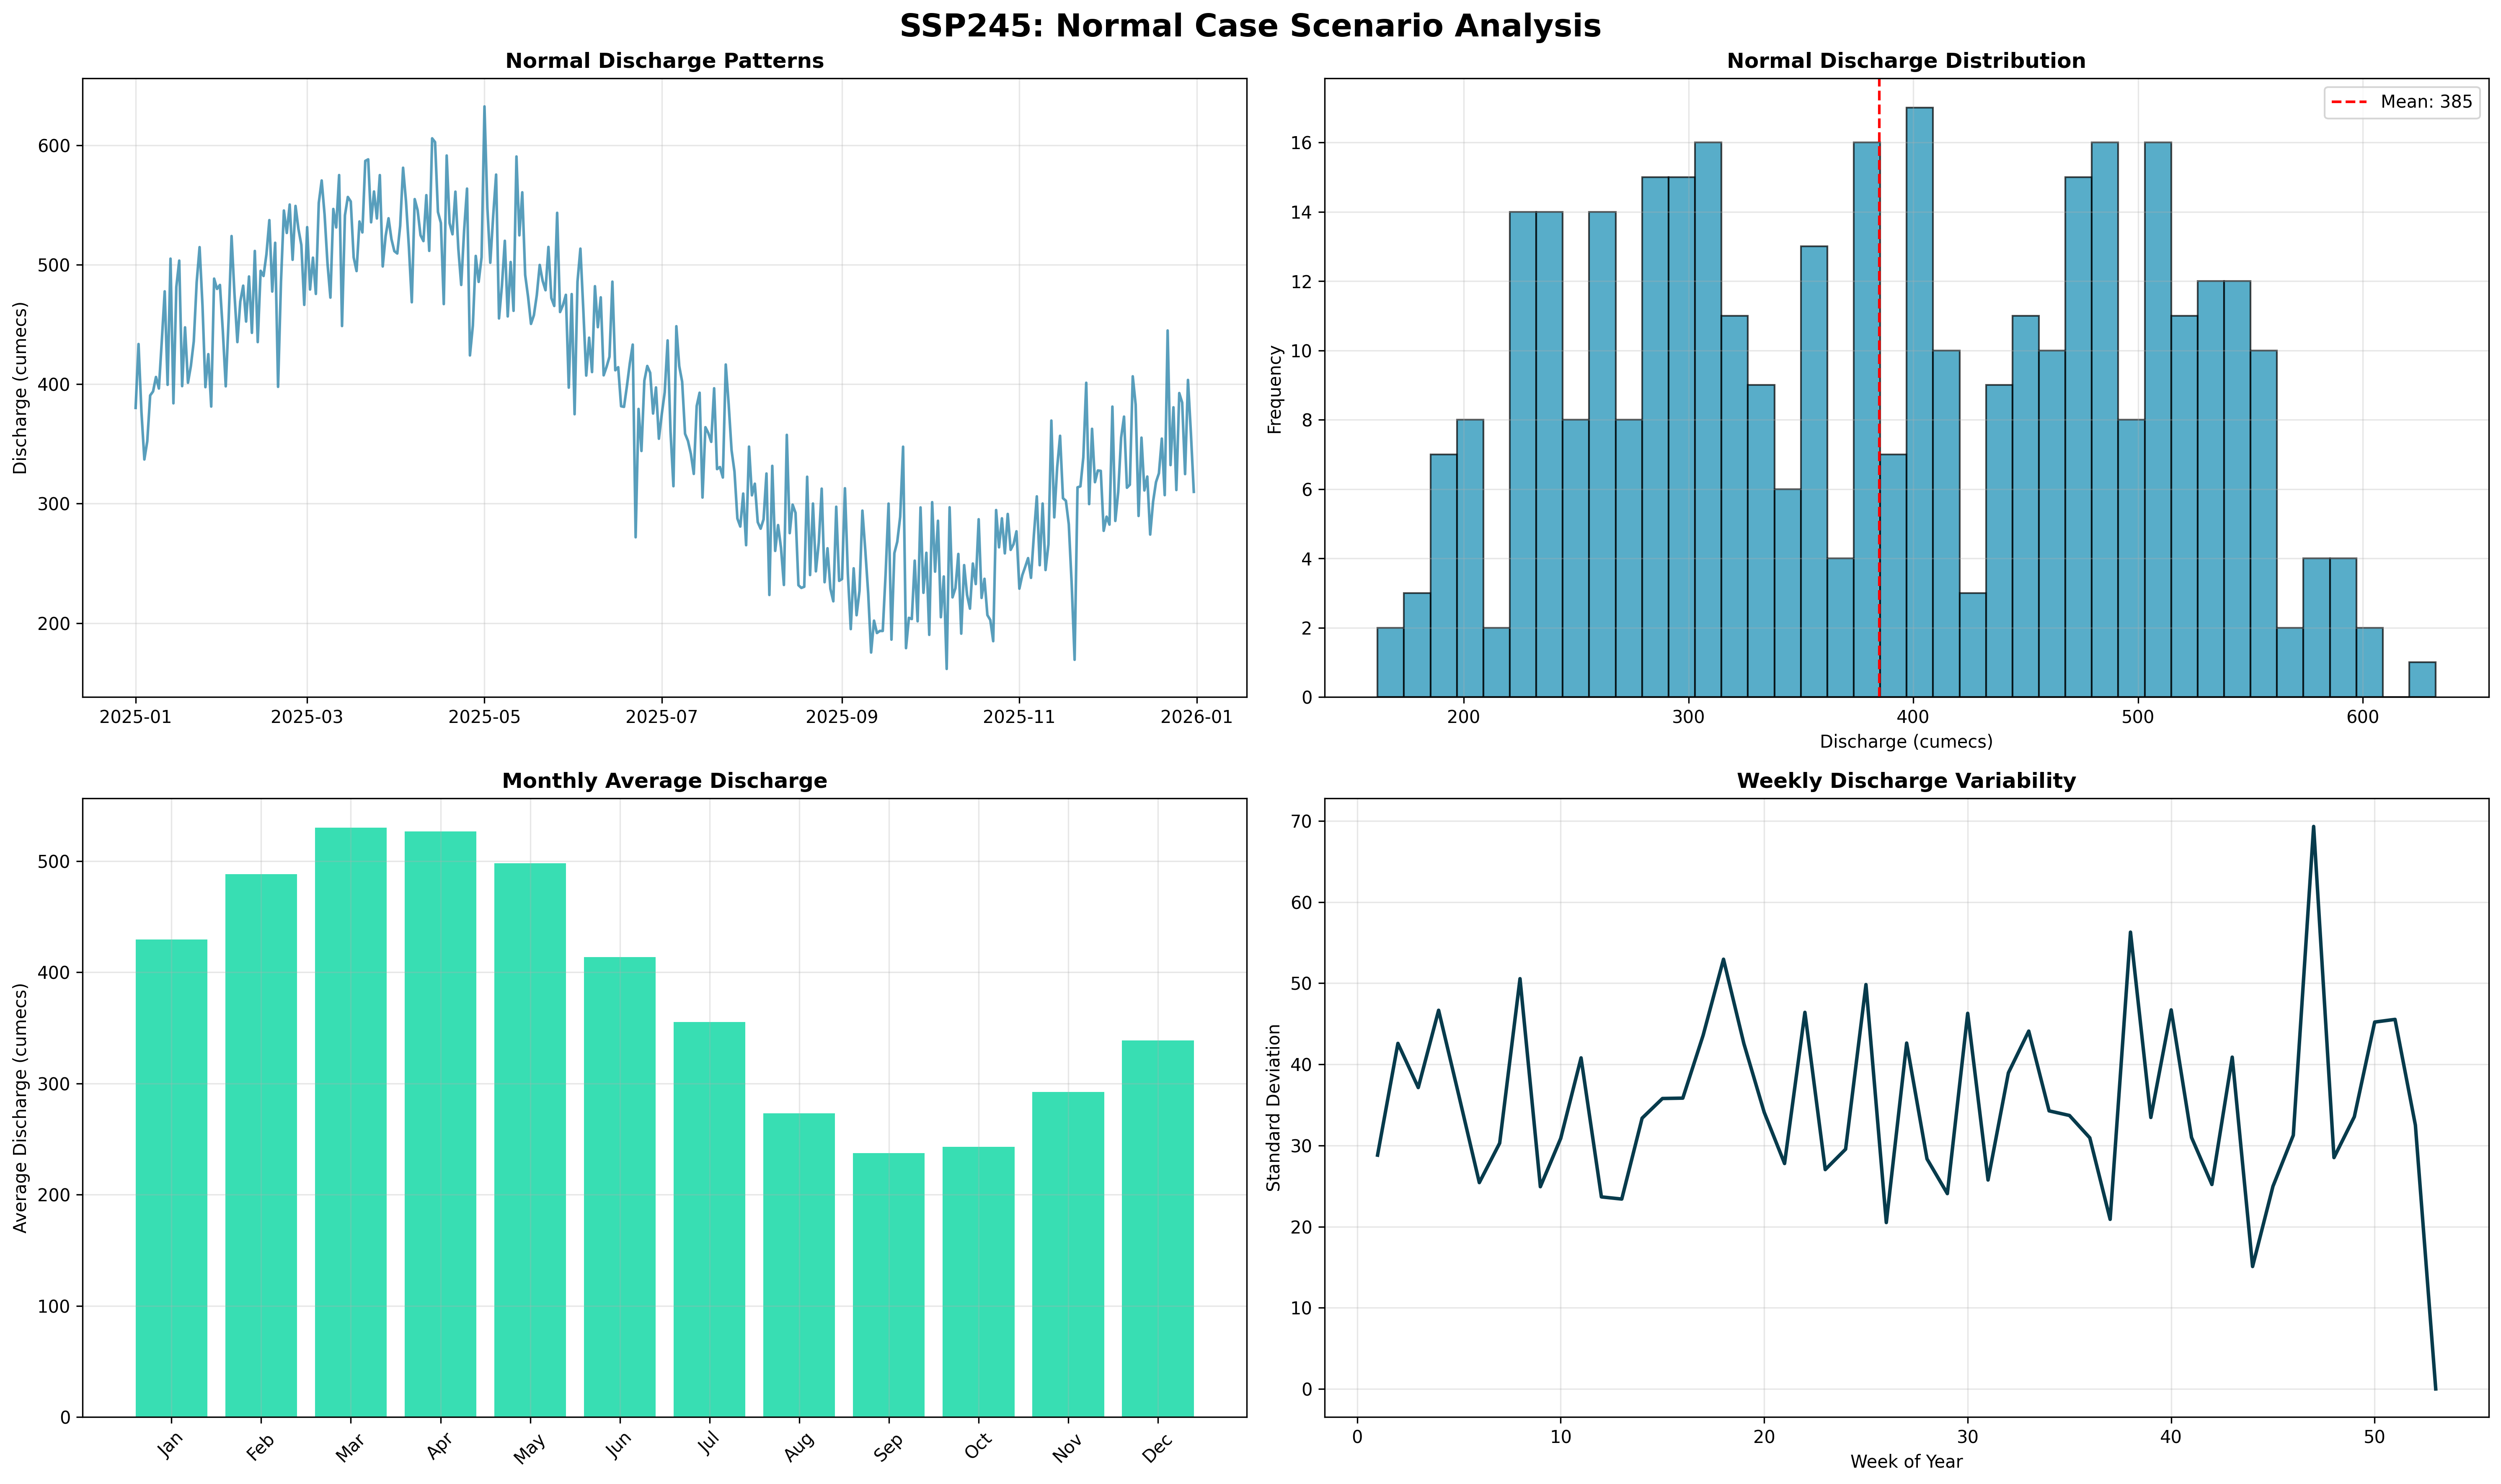 SSP245: Normal Case Scenario Analysis
Normal Discharge Patterns
Discharge (cumecs)
600
500
400
300
200
2025-01 2025-03 2025-05 2025-07 2025-09 2025-11 2026-01
Normal Discharge Distribution
Mean: 385
Frequency
16
14
12
10
8
6
4
2
0
200 300 400 500 600
Discharge (cumecs)
Monthly Average Discharge
Average Discharge (cumecs)
500
400
300
200
100
0
Jan Feb Mar Apr May Jun Jul Aug Sep Oct Nov Dec
Weekly Discharge Variability
Standard Deviation
70
60
50
40
30
20
10
0
0 10 20 30 40 50
Week of Year